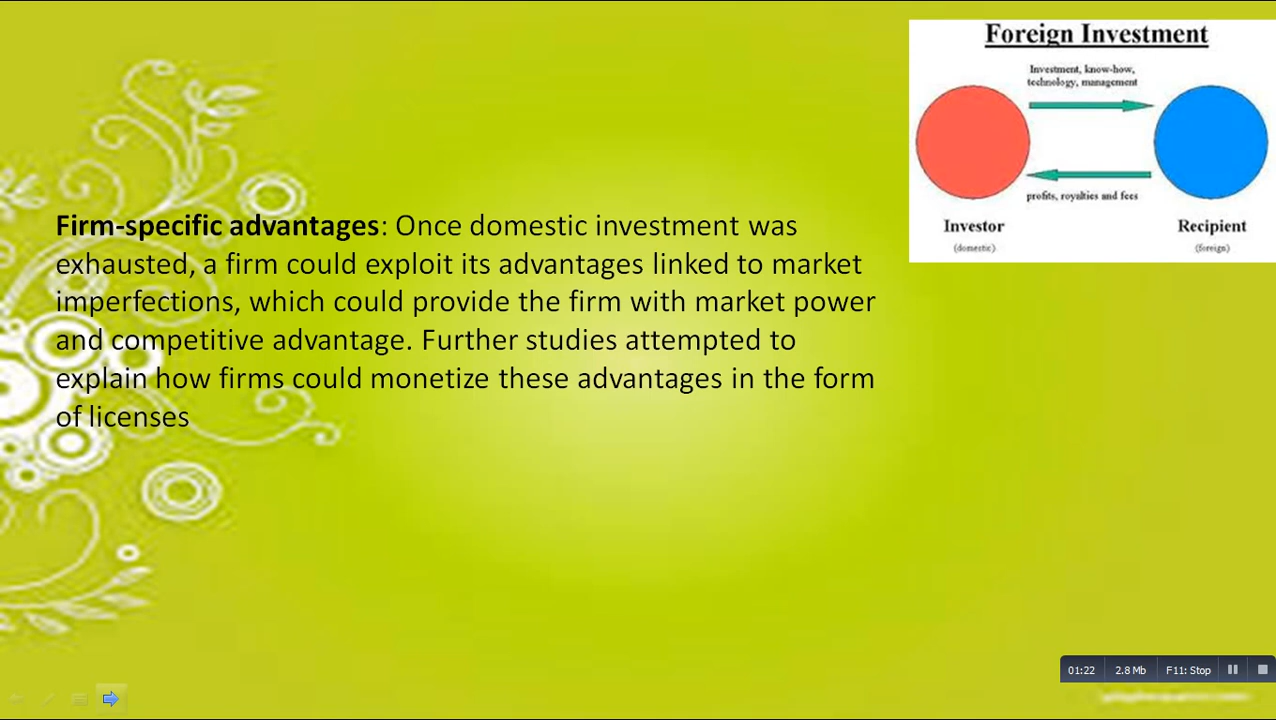 Foreign Investment
Investment, know-how,
technology, management
profits, royalties and fees
Investor
(domestic)
Recipient
(foreign)
Firm-specific advantages: Once domestic investment was
exhausted, a firm could exploit its advantages linked to market
imperfections, which could provide the firm with market power
and competitive advantage. Further studies attempted to
explain how firms could monetize these advantages in the form
of licenses
01:22 2.8 Mb F11: Stop